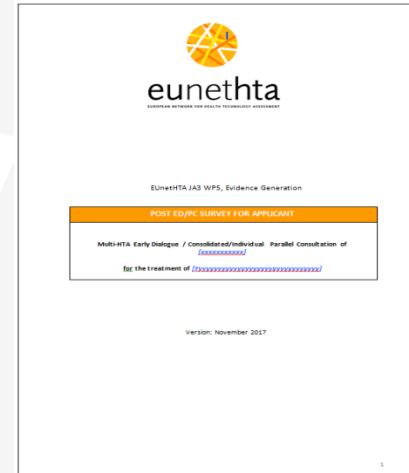 eunethta
EUROPEAN NETWORK FOR HEALTH TECHNOLOGY ASSESSMENT
EUnetHTA JA3 WP5, Evidence Generation
POST ED/PC SURVEY FOR APPLICANT
Multi-HTA Early Dialogue / Consolidated/Individual Parallel Consultation of
[xxxxxxxxxxx]
for the treatment of [Yyyyyyyyyyyyyyyyyyyyyyyyyyyyyyyyy]
Version: November 2017
1